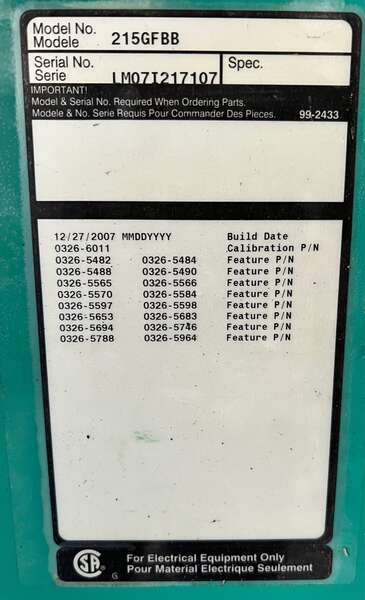 Model No.
Modele 215GFBB
Serial No. Spec.
Serie LM07I217107
IMPORTANT!
Model & Serial No. Required When Ordering Parts.
Modele & No. Serie Requis Pour Commander Des Pieces. 99-2433
12/27/2007 MMDDYYYY Build Date
0326-6011 Calibration P/N
0326-5482 0326-5484 Feature P/N
0326-5488 0326-5490 Feature P/N
0326-5565 0326-5566 Feature P/N
0326-5570 0326-5584 Feature P/N
0326-5597 0326-5598 Feature P/N
0326-5653 0326-5683 Feature P/N
0326-5694 0326-5746 Feature P/N
0326-5788 0326-5964 Feature P/N
SA G For Electrical Equipment Only
Pour Material Electrique Seulement